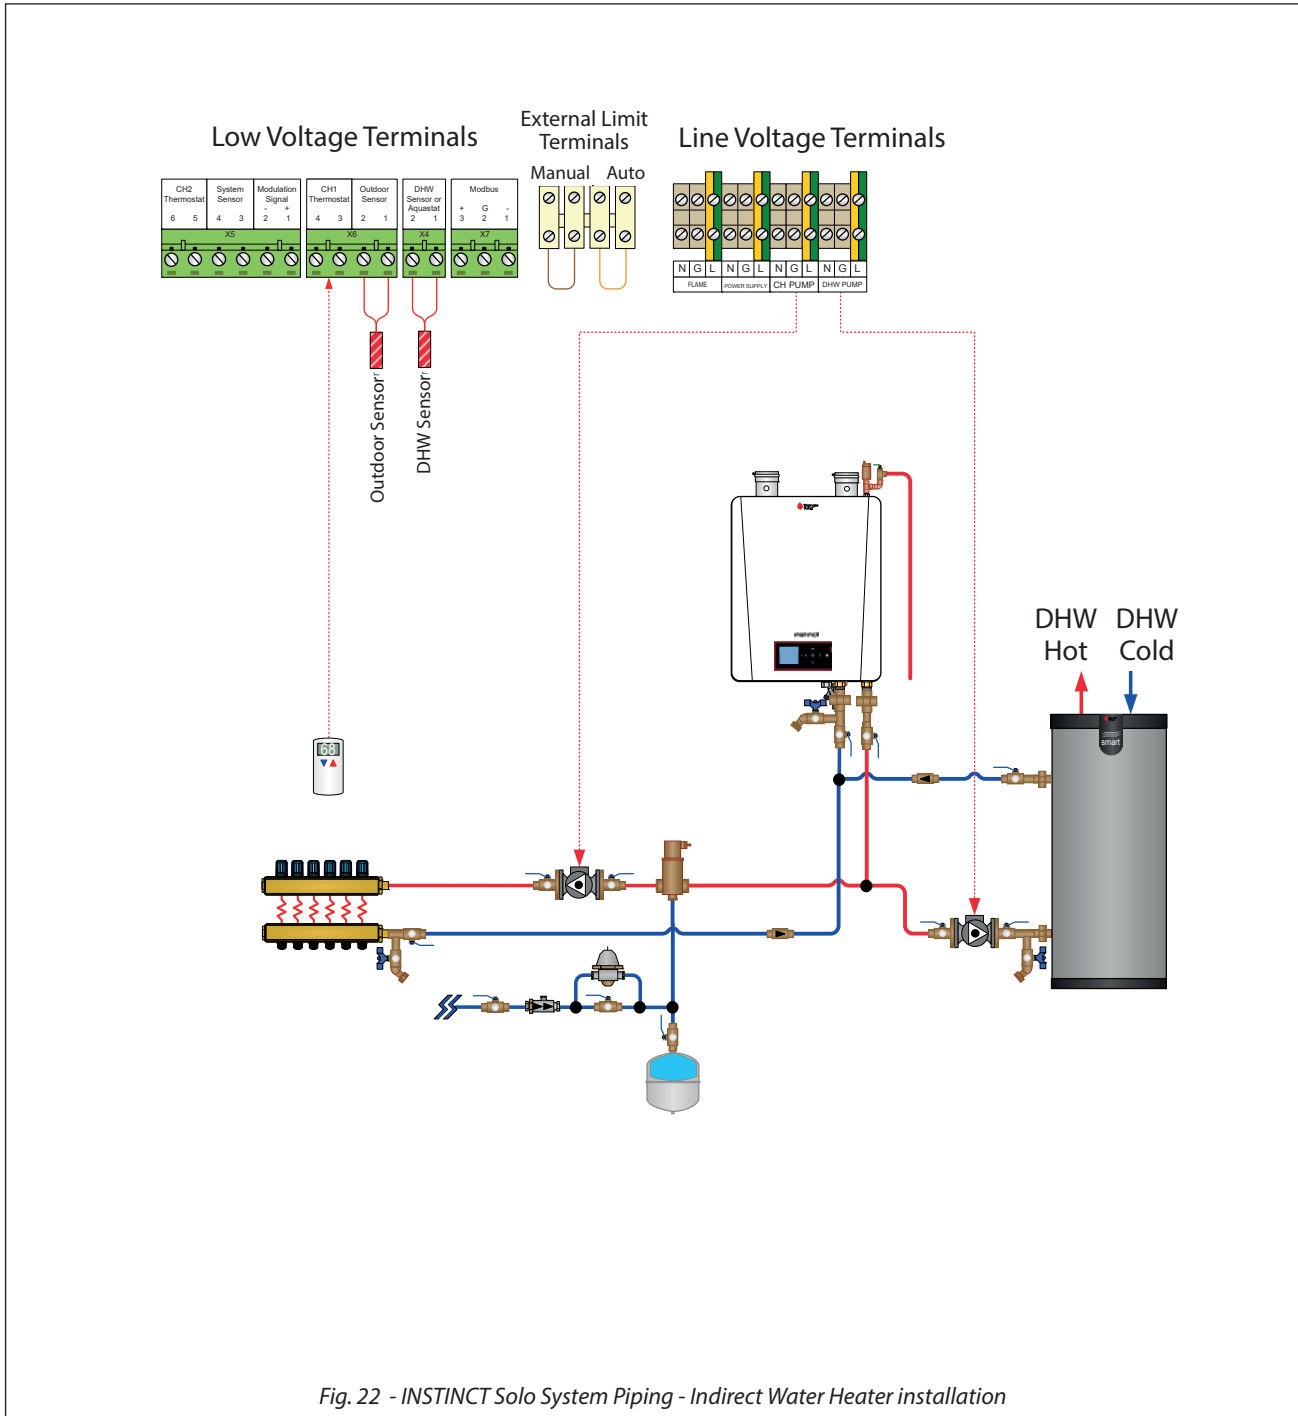 Low Voltage Terminals
External Limit
Terminals
Manual Auto
Line Voltage Terminals
CH2
Thermostat
6 5
System
Sensor
4 3
Modulation
Signal
- +
2 1
X5
CH1
Thermostat
4 3
Outdoor
Sensor
2 1
X6
DHW
Sensor or
Aquastat
2 1
X4
Modbus
+ G -
3 2 1
X7
N G L N G L N G L N G L
FLAME POWER SUPPLY CH PUMP DHW PUMP
Outdoor Sensor
DHW Sensor
INSTINCT
DHW
Hot
DHW
Cold
smart
68
Fig. 22 - INSTINCT Solo System Piping - Indirect Water Heater installation